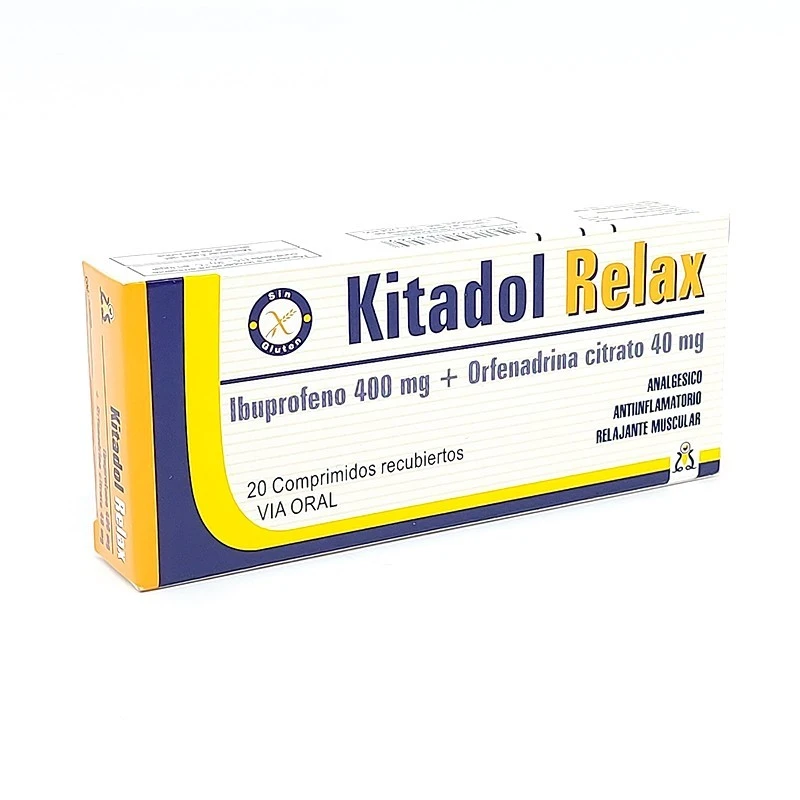 Sin
Gluten
Kitadol Relax
Ibuprofeno 400 mg + Orfenadrina citrato 40 mg
ANALGESICO
ANTIINFLAMATORIO
RELAJANTE MUSCULAR
20 Comprimidos recubiertos
VIA ORAL
Kitadol Relax